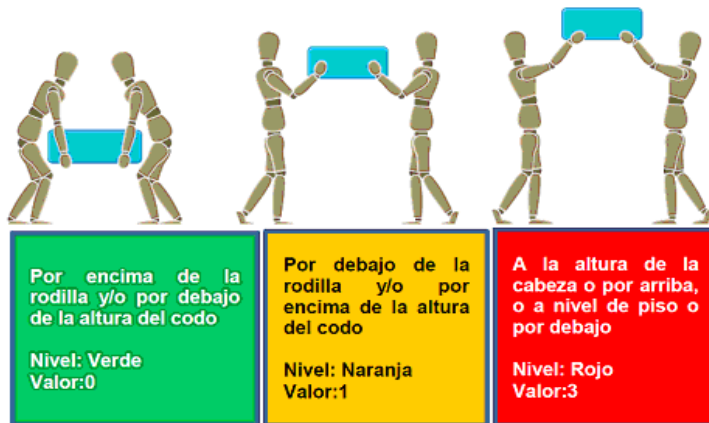 Por encima de la
rodilla y/o por debajo
de la altura del codo
Nivel: Verde
Valor:0
Por debajo de la
rodilla y/o por
encima de la altura
del codo
Nivel: Naranja
Valor:1
A la altura de la
cabeza o por arriba,
o a nivel de piso o
por debajo
Nivel: Rojo
Valor:3